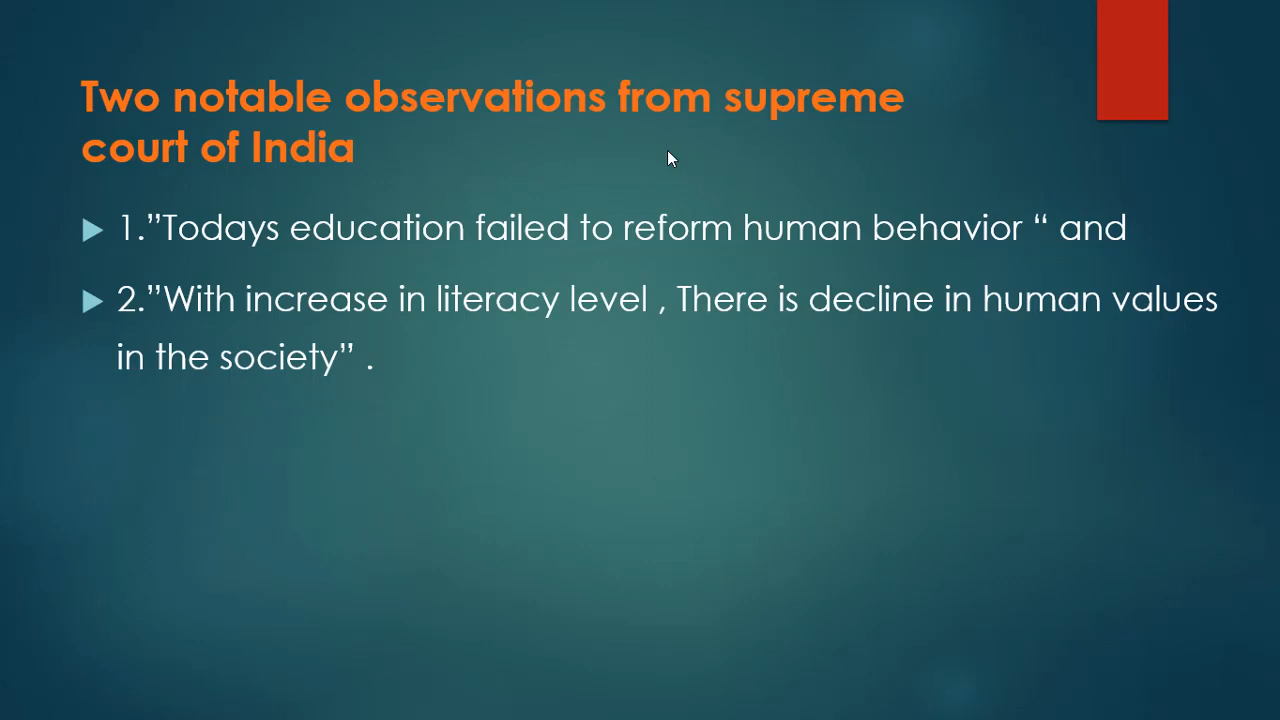 Two notable observations from supreme
court of India
1.”Todays education failed to reform human behavior “ and
2.”With increase in literacy level , There is decline in human values
in the society” .